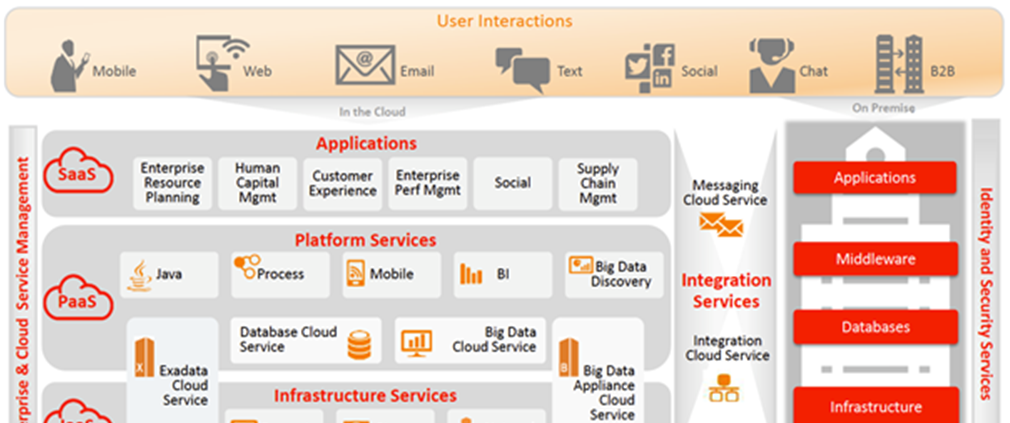 User Interactions
Mobile
Web
Email
Text
Social
Chat
B2B
In the Cloud
On Premise
Enterprise & Cloud Service Management
SaaS
Applications
Enterprise
Resource
Planning
Human
Capital
Mgmt
Customer
Experience
Enterprise
Perf Mgmt
Social
Supply
Chain
Mgmt
PaaS
Platform Services
Java
Process
Mobile
BI
Big Data
Discovery
Database Cloud
Service
Big Data
Cloud Service
X
Exadata
Cloud
Service
B
Big Data
Appliance
Cloud
Service
Infrastructure Services
Messaging
Cloud Service
Integration
Services
Integration
Cloud Service
Applications
Middleware
Databases
Infrastructure
Identity and Security Services